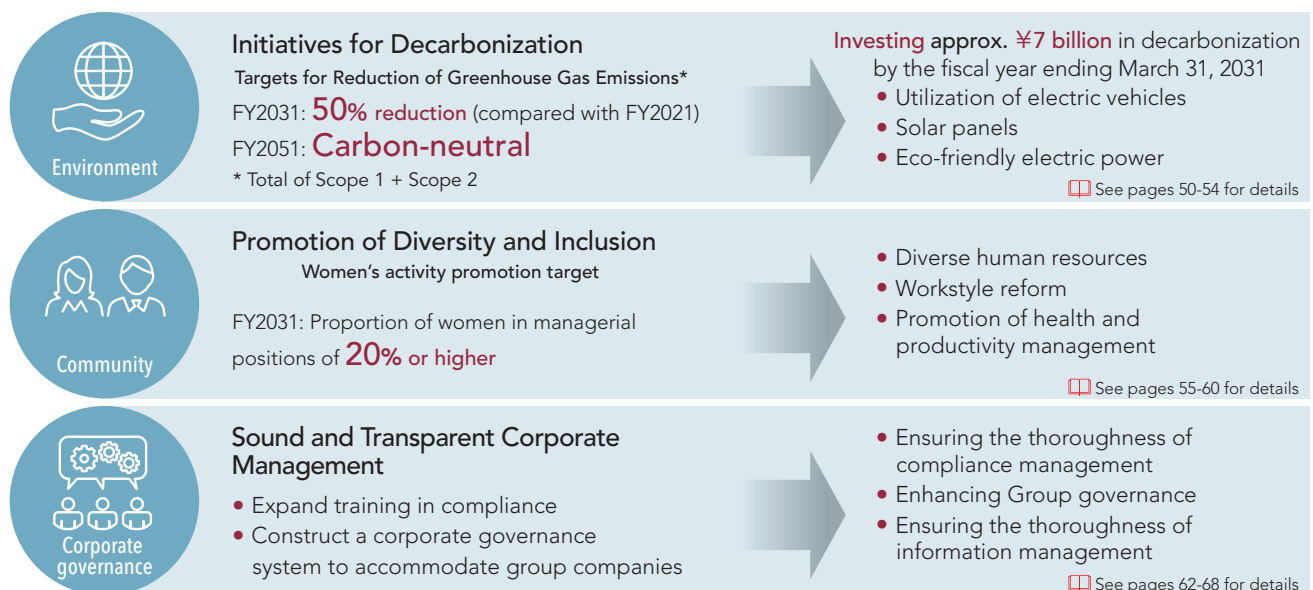 Environment
Initiatives for Decarbonization
Targets for Reduction of Greenhouse Gas Emissions*
FY2031: 50% reduction (compared with FY2021)
FY2051: Carbon-neutral
* Total of Scope 1 + Scope 2
Investing approx. ¥7 billion in decarbonization
by the fiscal year ending March 31, 2031
• Utilization of electric vehicles
• Solar panels
• Eco-friendly electric power
See pages 50-54 for details
Community
Promotion of Diversity and Inclusion
Women's activity promotion target
FY2031: Proportion of women in managerial
positions of 20% or higher
• Diverse human resources
• Workstyle reform
• Promotion of health and
productivity management
See pages 55-60 for details
Corporate
governance
Sound and Transparent Corporate
Management
• Expand training in compliance
• Construct a corporate governance
system to accommodate group companies
• Ensuring the thoroughness of
compliance management
• Enhancing Group governance
• Ensuring the thoroughness of
information management
See pages 62-68 for details